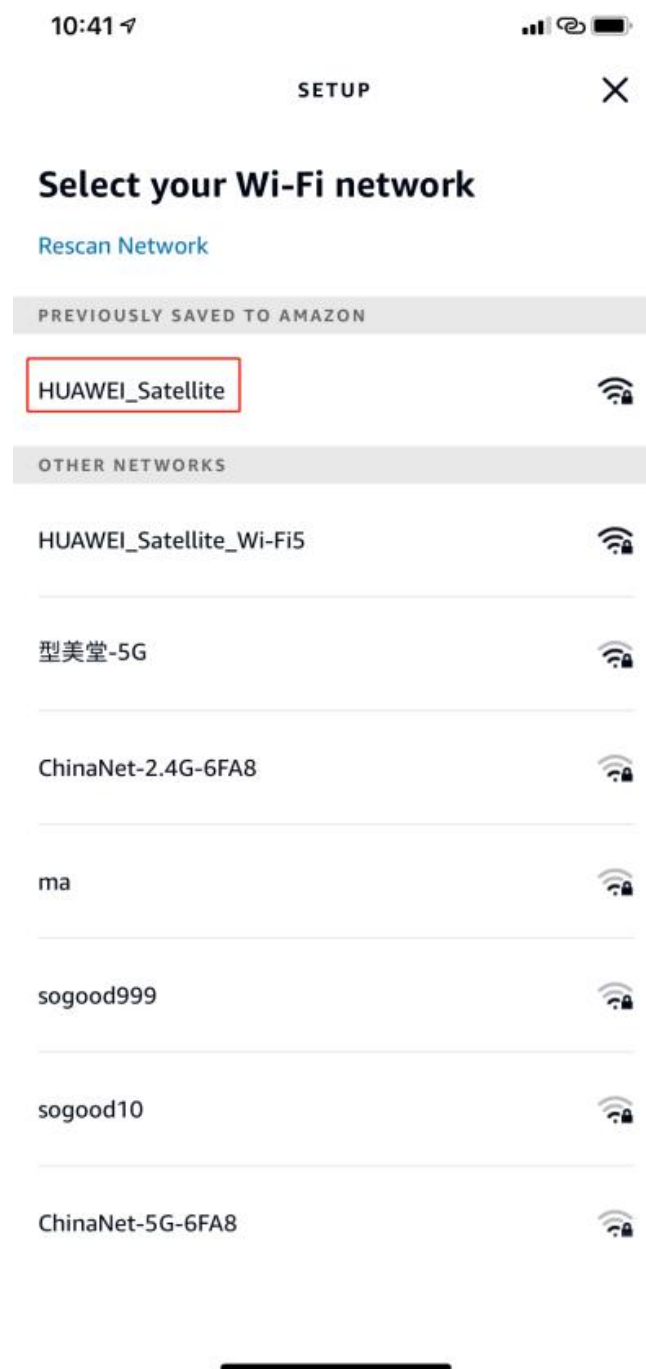 10:41
SETUP
Select your Wi-Fi network
Rescan Network
PREVIOUSLY SAVED TO AMAZON
HUAWEI_Satellite
OTHER NETWORKS
HUAWEI_Satellite_Wi-Fi5
型美堂-5G
ChinaNet-2.4G-6FA8
ma
sogood999
sogood10
ChinaNet-5G-6FA8